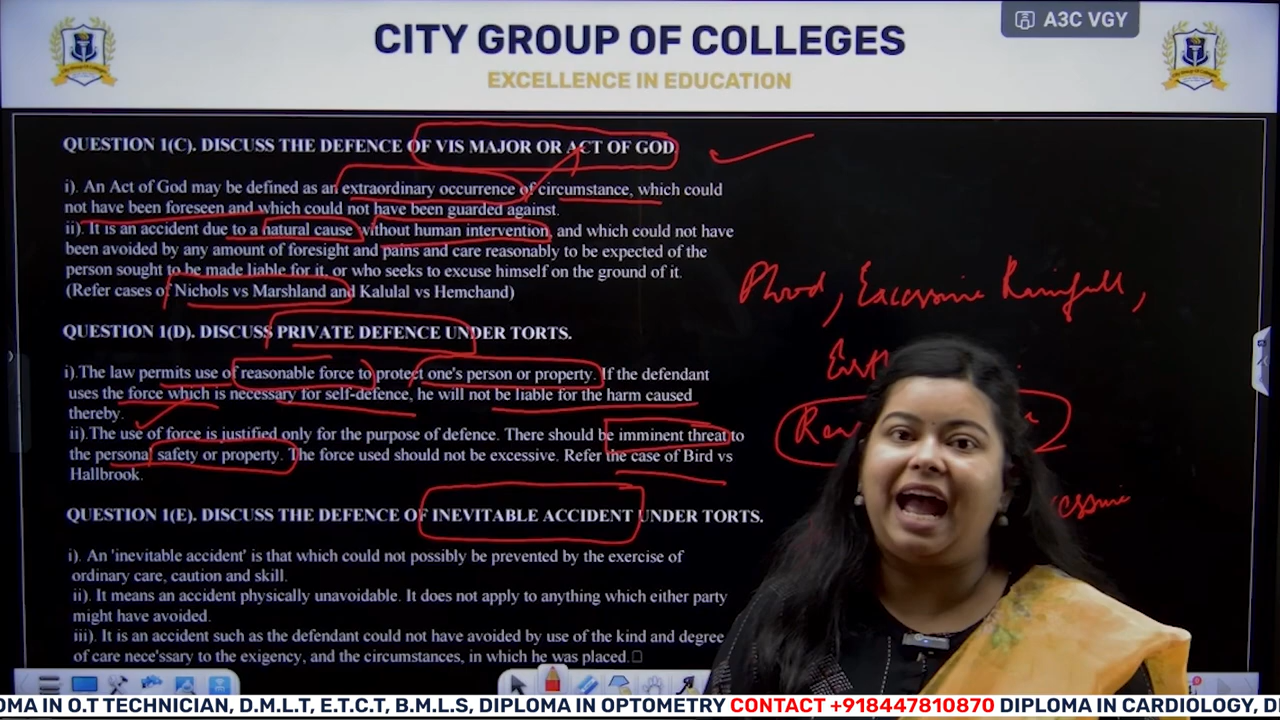 A3C VGY
CITY GROUP OF COLLEGES
EXCELLENCE IN EDUCATION
QUESTION 1(C). DISCUSS THE DEFENCE OF VIS MAJOR OR ACT OF GOD
i). An Act of God may be defined as an extraordinary occurrence of circumstance, which could
not have been foreseen and which could not have been guarded against.
ii). It is an accident due to a natural cause without human intervention, and which could not have
been avoided by any amount of foresight and pains and care reasonably to be expected of the
person sought to be made liable for it, or who seeks to excuse himself on the ground of it.
(Refer cases of Nichols vs Marshland and Kalulal vs Hemchand)
QUESTION 1(D). DISCUSS PRIVATE DEFENCE UNDER TORTS.
i).The law permits use of reasonable force to protect one's person or property. If the defendant
uses the force which is necessary for self-defence, he will not be liable for the harm caused
thereby.
ii).The use of force is justified only for the purpose of defence. There should be imminent threat to
the personal safety or property. The force used should not be excessive. Refer the case of Bird vs
Hallbrook.
QUESTION 1(E). DISCUSS THE DEFENCE OF INEVITABLE ACCIDENT UNDER TORTS.
i). An 'inevitable accident' is that which could not possibly be prevented by the exercise of
ordinary care, caution and skill.
ii). It means an accident physically unavoidable. It does not apply to anything which either party
might have avoided.
iii). It is an accident such as the defendant could not have avoided by use of the kind and degree
of care nece'ssary to the exigency, and the circumstances, in which he was placed.
Excessive Rainfall,
OMA IN O.T TECHNICIAN, D.M.L.T, E.T.C.T, B.M.L.S, DIPLOMA IN OPTOMETRY CONTACT +918447810870 DIPLOMA IN CARDIOLOGY, D